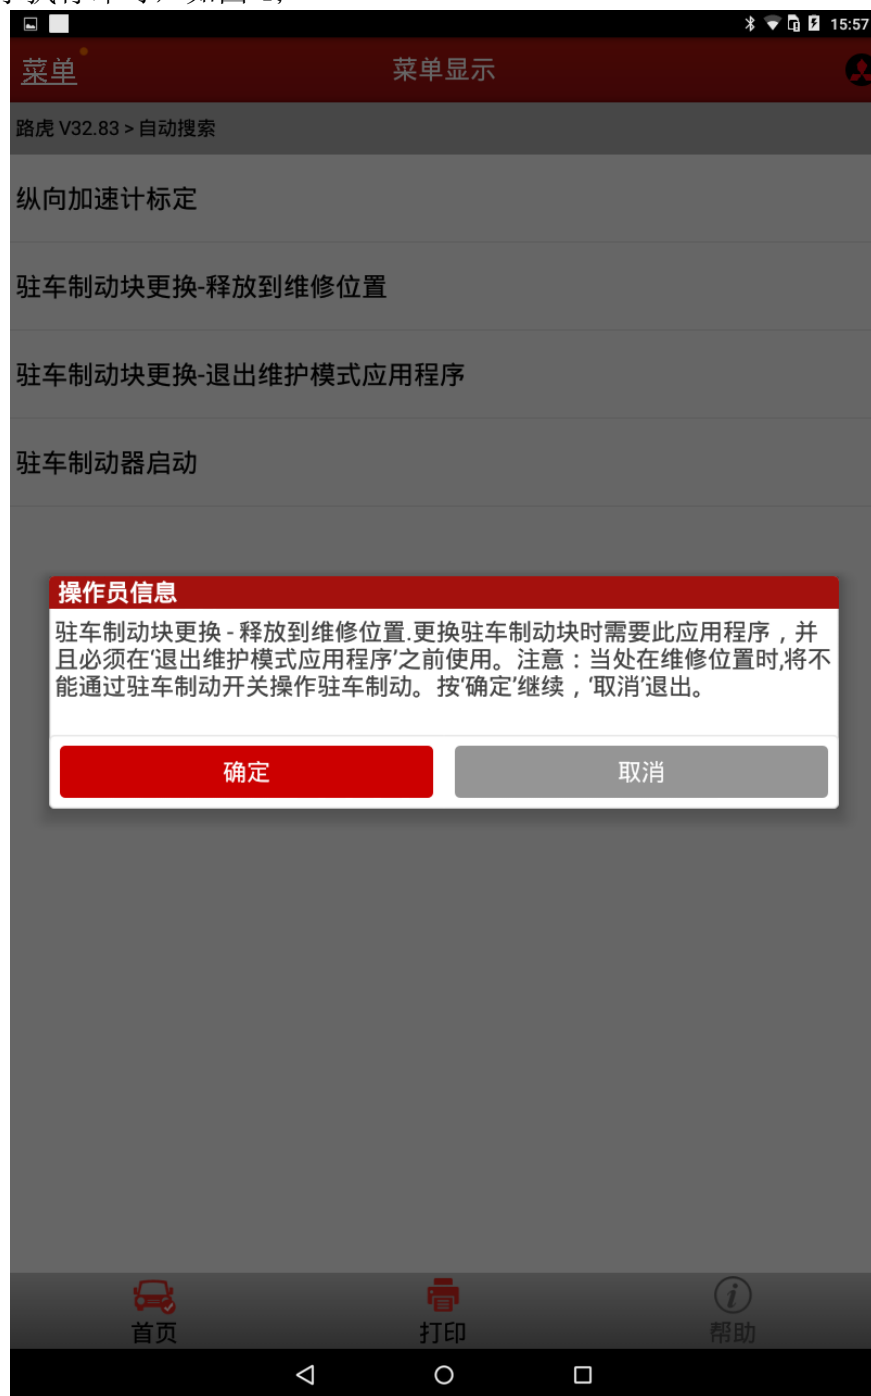 15:57
菜单
菜单显示
路虎 V32.83 > 自动搜索
纵向加速计标定
驻车制动块更换-释放到维修位置
驻车制动块更换-退出维护模式应用程序
驻车制动器启动
操作员信息
驻车制动块更换 - 释放到维修位置.更换驻车制动块时需要此应用程序，并
且必须在'退出维护模式应用程序'之前使用。注意：当处在维修位置时,将不
能通过驻车制动开关操作驻车制动。按'确定'继续，'取消'退出。
确定
取消
首页
打印
帮助